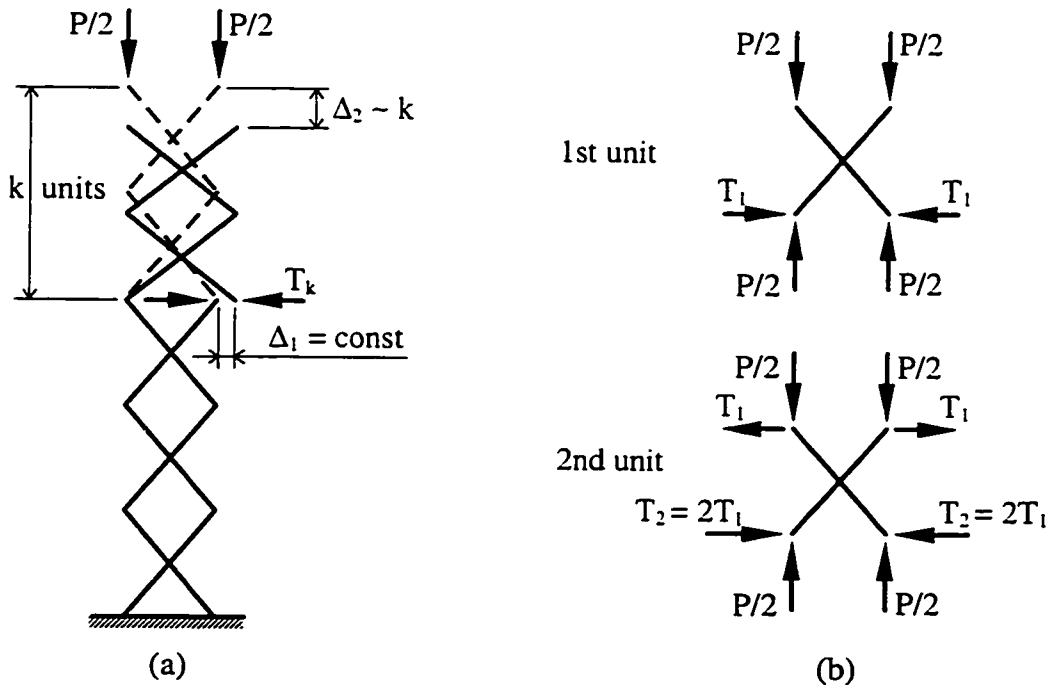 P/2 P/2
Δ₂ ~ k
k units
Tₖ
Δ₁ = const
(a)
P/2 P/2
1st unit
T₁ T₁
P/2 P/2
P/2 P/2
T₁ T₁
2nd unit
T₂ = 2T₁ T₂ = 2T₁
P/2 P/2
(b)